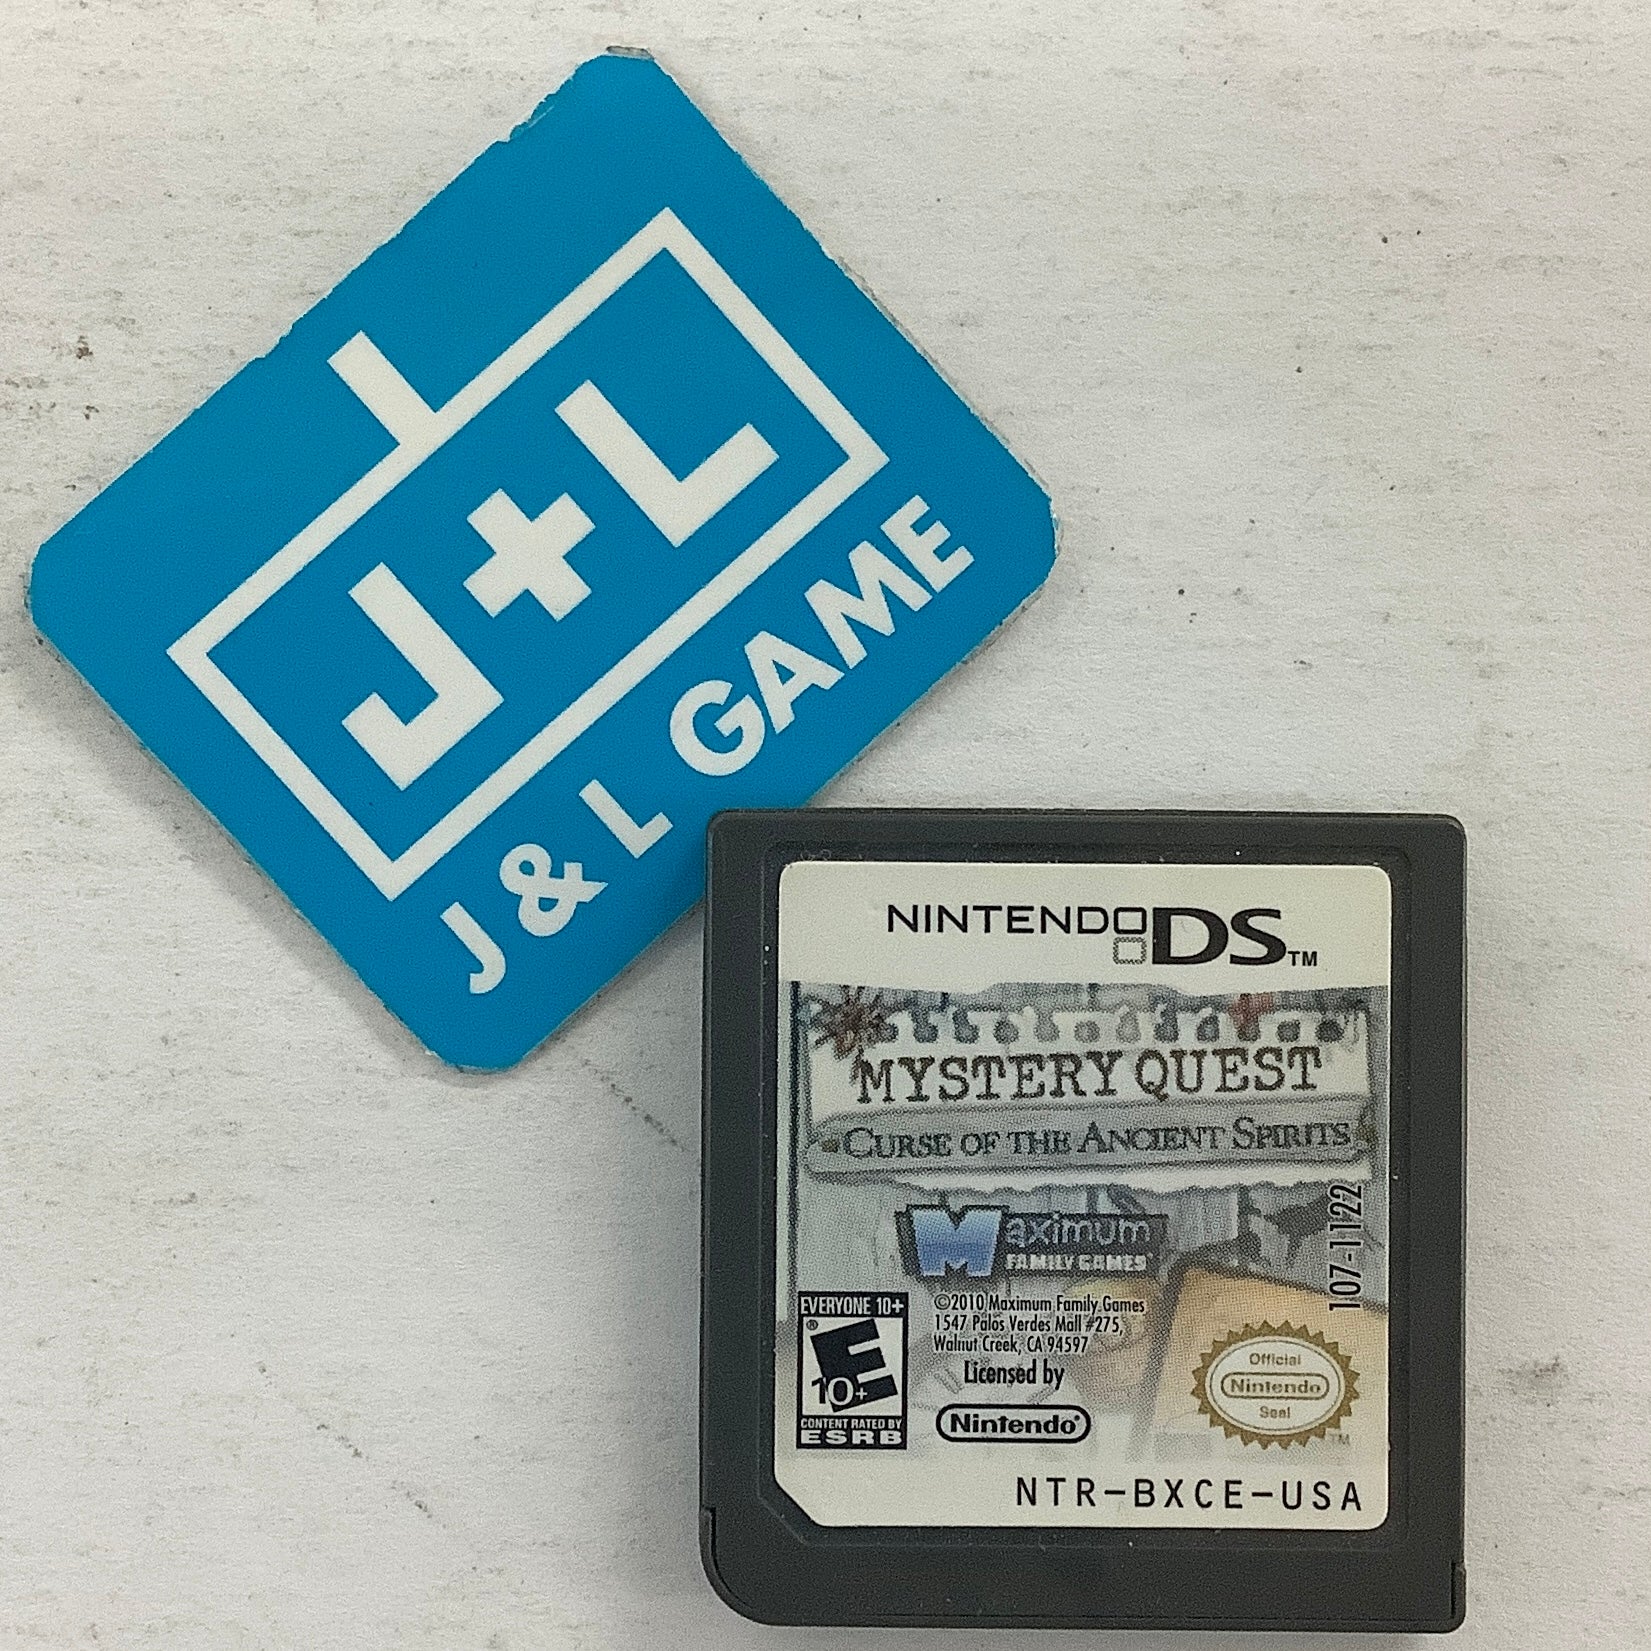 J+L
J & L GAME
NINTENDO DS™
MYSTERY QUEST
CURSE OF THE ANCIENT SPIRITS
Maximum
FAMILY GAMES
107-1122
EVERYONE 10+
E
®
10+
CONTENT RATED BY
ESRB
©2010 Maximum Family Games
1547 Palos Verdes Mall #275,
Walnut Creek, CA 94597
Licensed by
Nintendo®
Official
Nintendo
Seal
TM
NTR-BXCE-USA